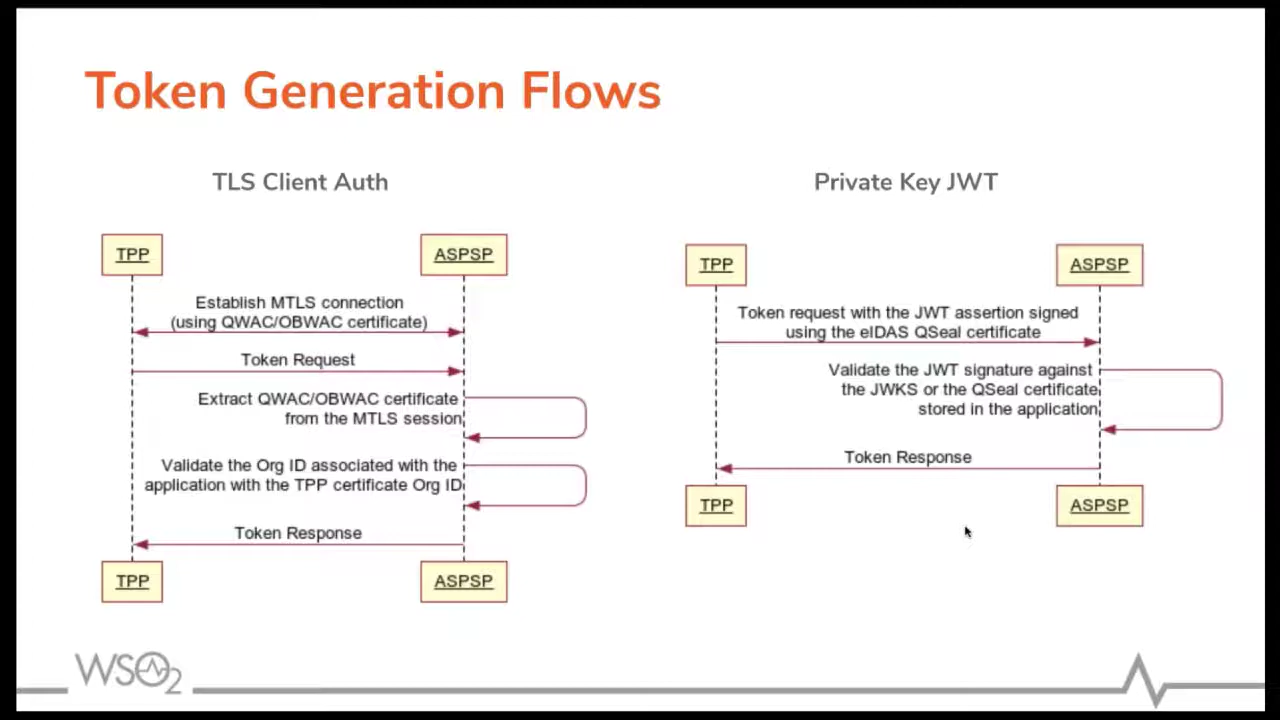 Token Generation Flows
TLS Client Auth
TPP
ASPSP
Establish MTLS connection
(using QWAC/OBWAC certificate)
Token Request
Extract QWAC/OBWAC certificate
from the MTLS session
Validate the Org ID associated with the
application with the TPP certificate Org ID
Token Response
TPP
ASPSP
Private Key JWT
TPP
ASPSP
Token request with the JWT assertion signed
using the eIDAS QSeal certificate
Validate the JWT signature against
the JWKS or the QSeal certificate
stored in the application
Token Response
TPP
ASPSP
WSO2